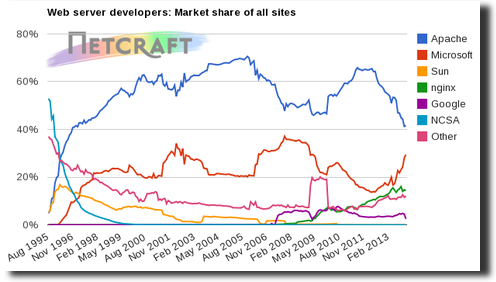 Web server developers: Market share of all sites
NETCRAFT
80%
60%
40%
20%
0%
Apache
Microsoft
Sun
nginx
Google
NCSA
Other
Aug 1995
Nov 1996
Feb 1998
May 1999
Aug 2000
Nov 2001
Feb 2003
May 2004
Aug 2005
Nov 2006
Feb 2008
May 2009
Aug 2010
Nov 2011
Feb 2013